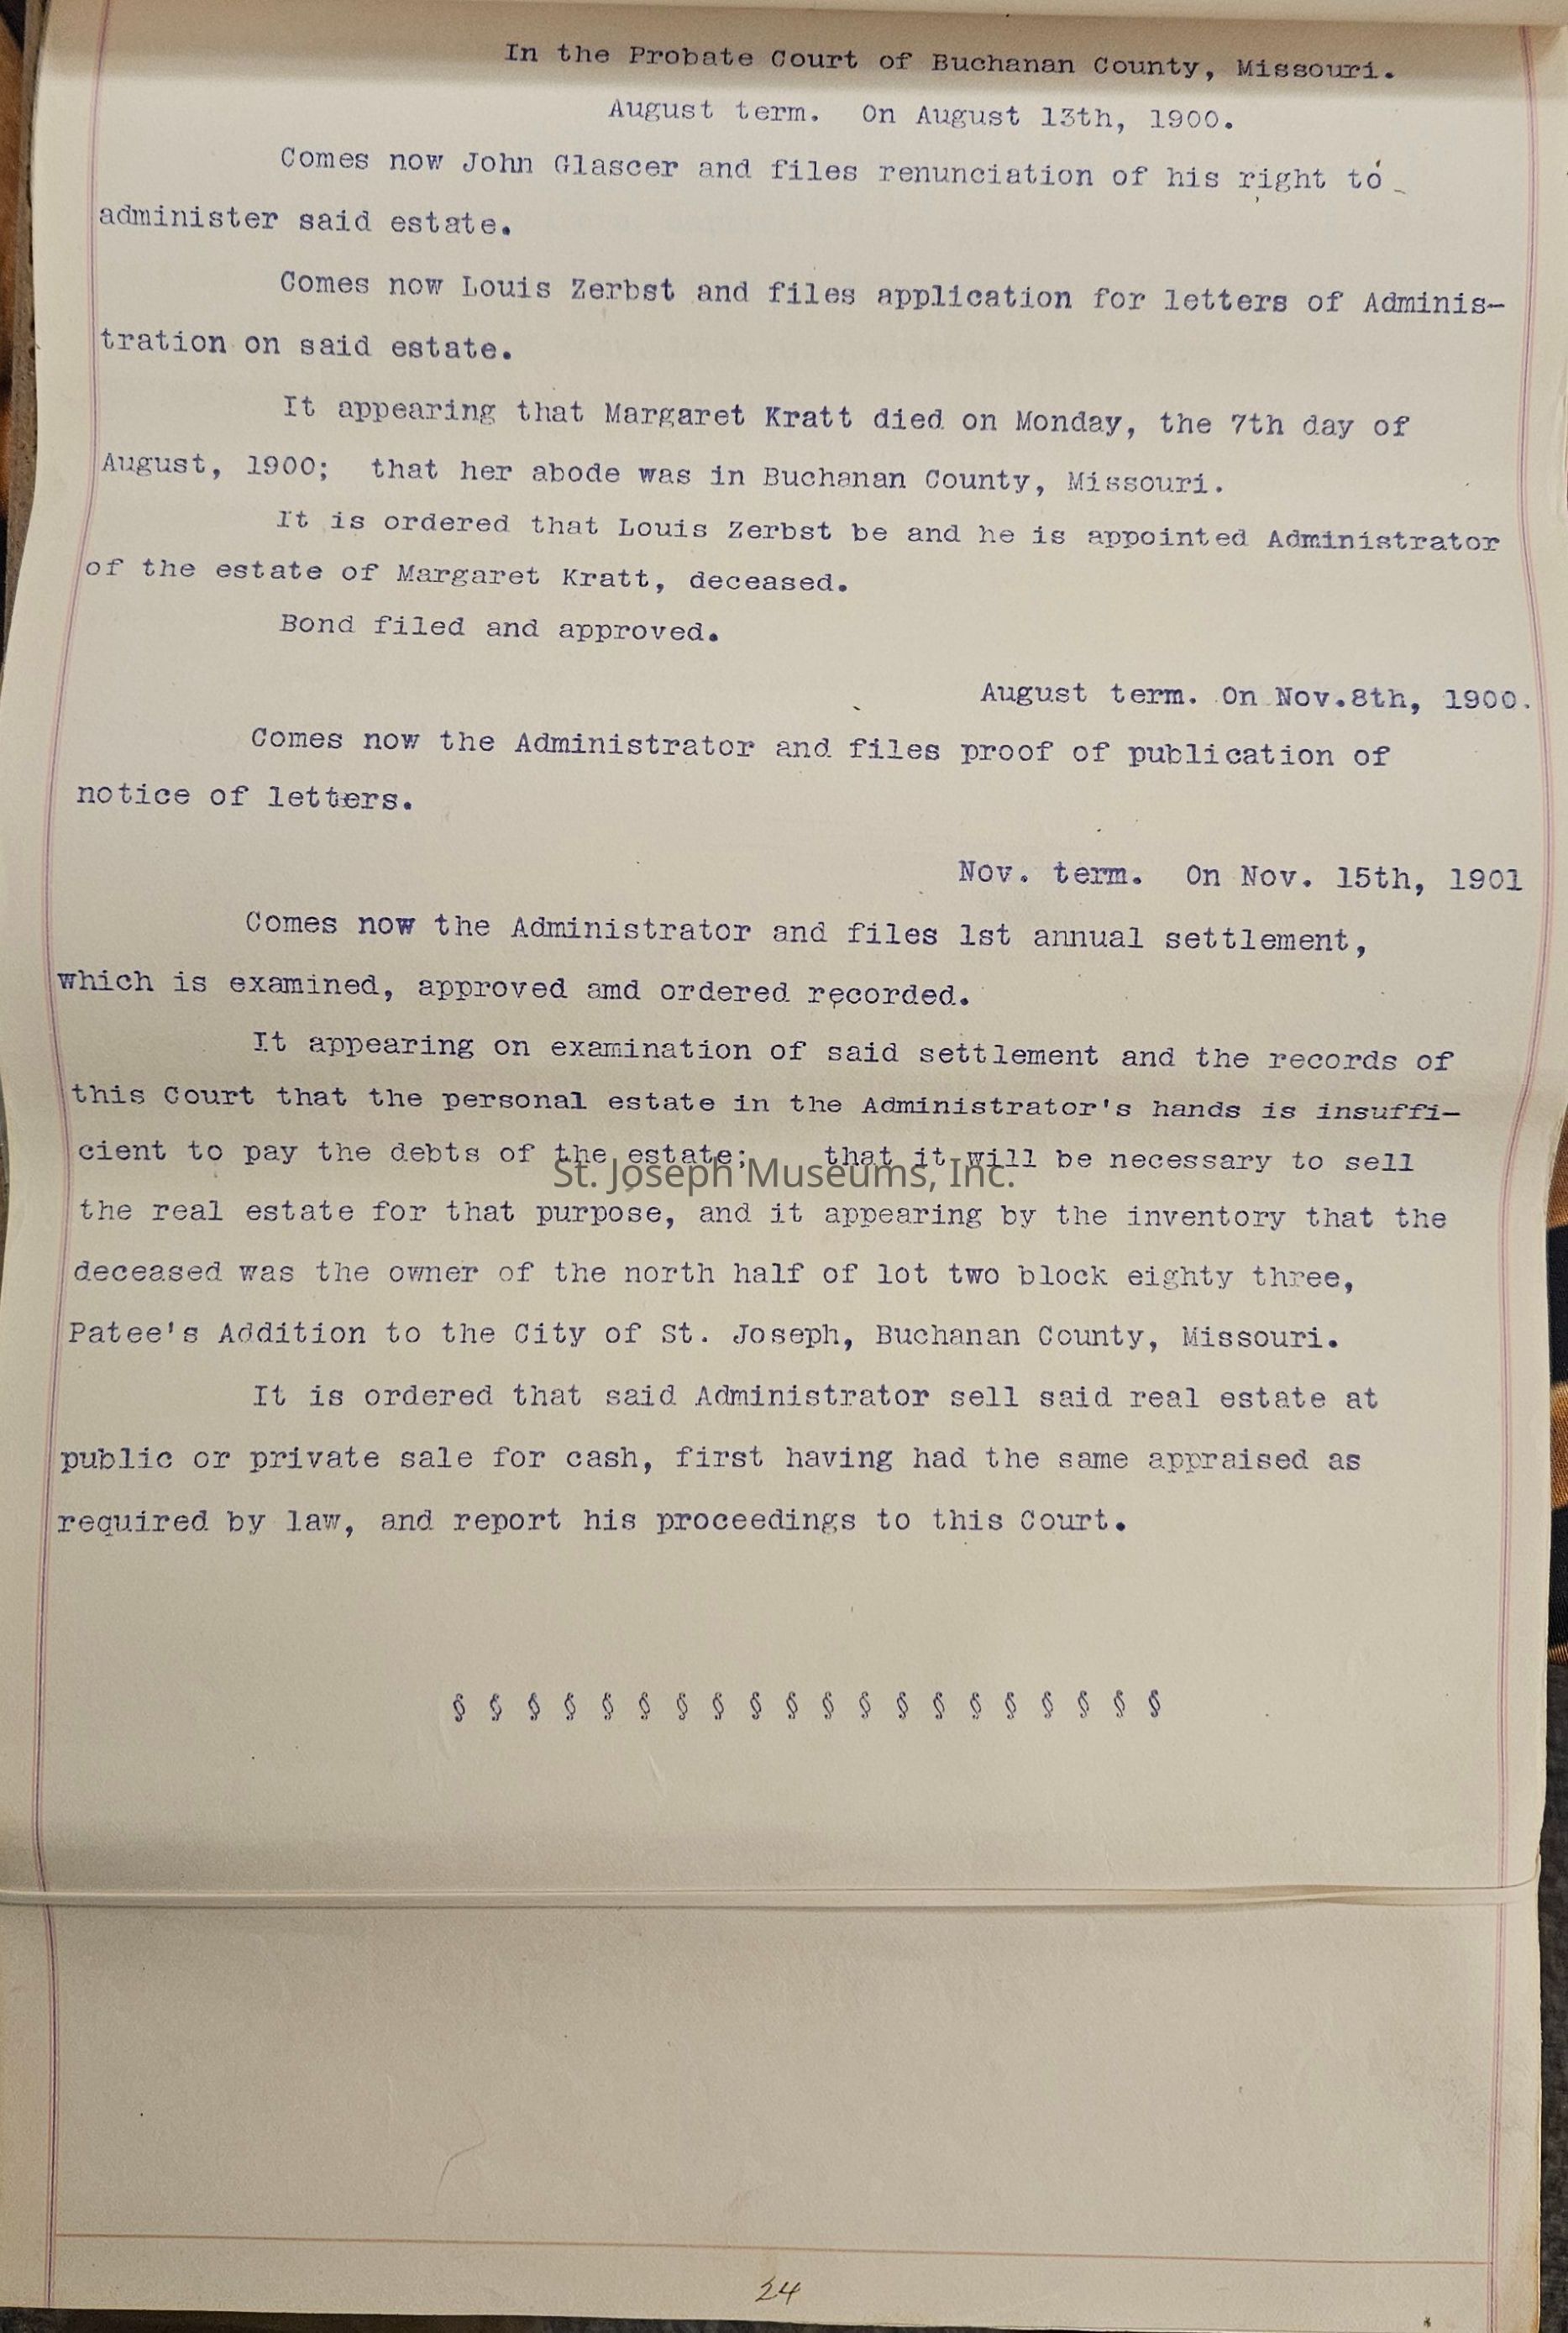 In the Probate Court of Buchanan County, Missouri.
August term. On August 13th, 1900.
Comes now John Glascer and files renunciation of his right to
administer said estate.
Comes now Louis Zerbst and files application for letters of Adminis-
tration on said estate.
It appearing that Margaret Kratt died on Monday, the 7th day of
August, 1900; that her abode was in Buchanan County, Missouri.
It is ordered that Louis Zerbst be and he is appointed Administrator
of the estate of Margaret Kratt, deceased.
Bond filed and approved.
August term. On Nov.8th, 1900.
Comes now the Administrator and files proof of publication of
notice of letters.
Nov. term. On Nov. 15th, 1901
Comes now the Administrator and files 1st annual settlement,
which is examined, approved amd ordered recorded.
It appearing on examination of said settlement and the records of
this Court that the personal estate in the Administrator's hands is insuffi-
cient to pay the debts of the estate; that it will be necessary to sell
St. Joseph Museums, Inc.
the real estate for that purpose, and it appearing by the inventory that the
deceased was the owner of the north half of lot two block eighty three,
Patee's Addition to the City of St. Joseph, Buchanan County, Missouri.
It is ordered that said Administrator sell said real estate at
public or private sale for cash, first having had the same appraised as
required by law, and report his proceedings to this Court.
§ § § § § § § § § § § § § § § § § § § §
24